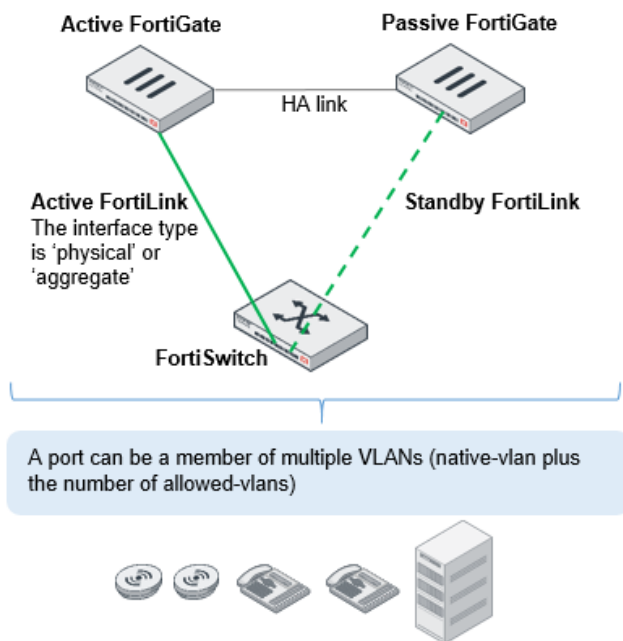 Active FortiGate
Passive FortiGate
HA link
Active FortiLink
The interface type
is ‘physical’ or
‘aggregate’
Standby FortiLink
FortiSwitch
A port can be a member of multiple VLANs (native-vlan plus
the number of allowed-vlans)